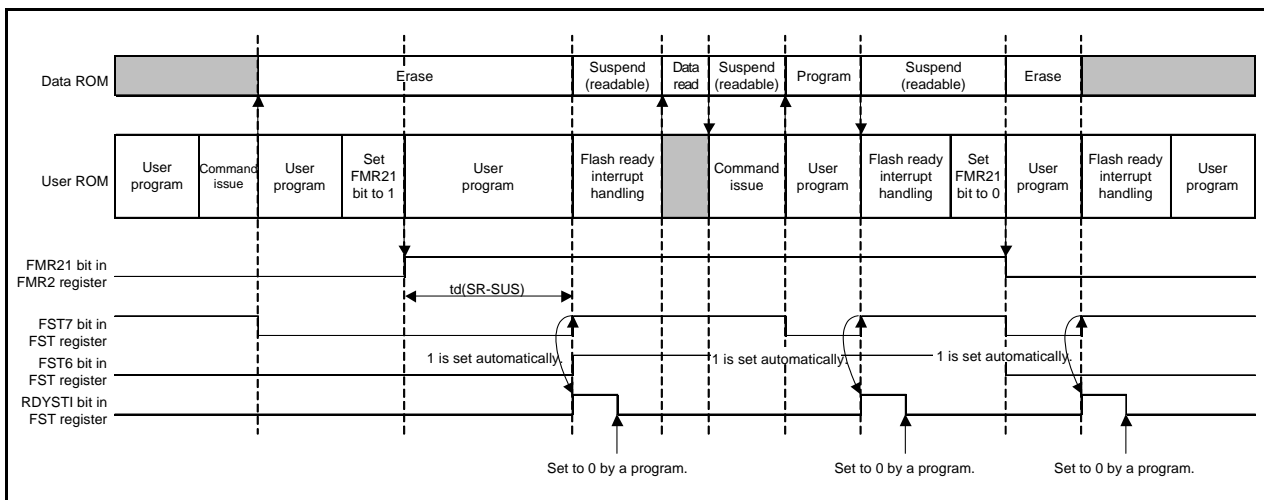 Data ROM
Erase
Suspend
(readable)
Data
read
Suspend
(readable)
Program
Suspend
(readable)
Erase
User ROM
User
program
Command
issue
User
program
Set
FMR21
bit to 1
User
program
Flash ready
interrupt
handling
Command
issue
User
program
Flash ready
interrupt
handling
Set
FMR21
bit to 0
User
program
Flash ready
interrupt
handling
User
program
FMR21 bit in
FMR2 register
td(SR-SUS)
FST7 bit in
FST register
1 is set automatically.
1 is set automatically.
1 is set automatically.
FST6 bit in
FST register
RDYSTI bit in
FST register
Set to 0 by a program.
Set to 0 by a program.
Set to 0 by a program.